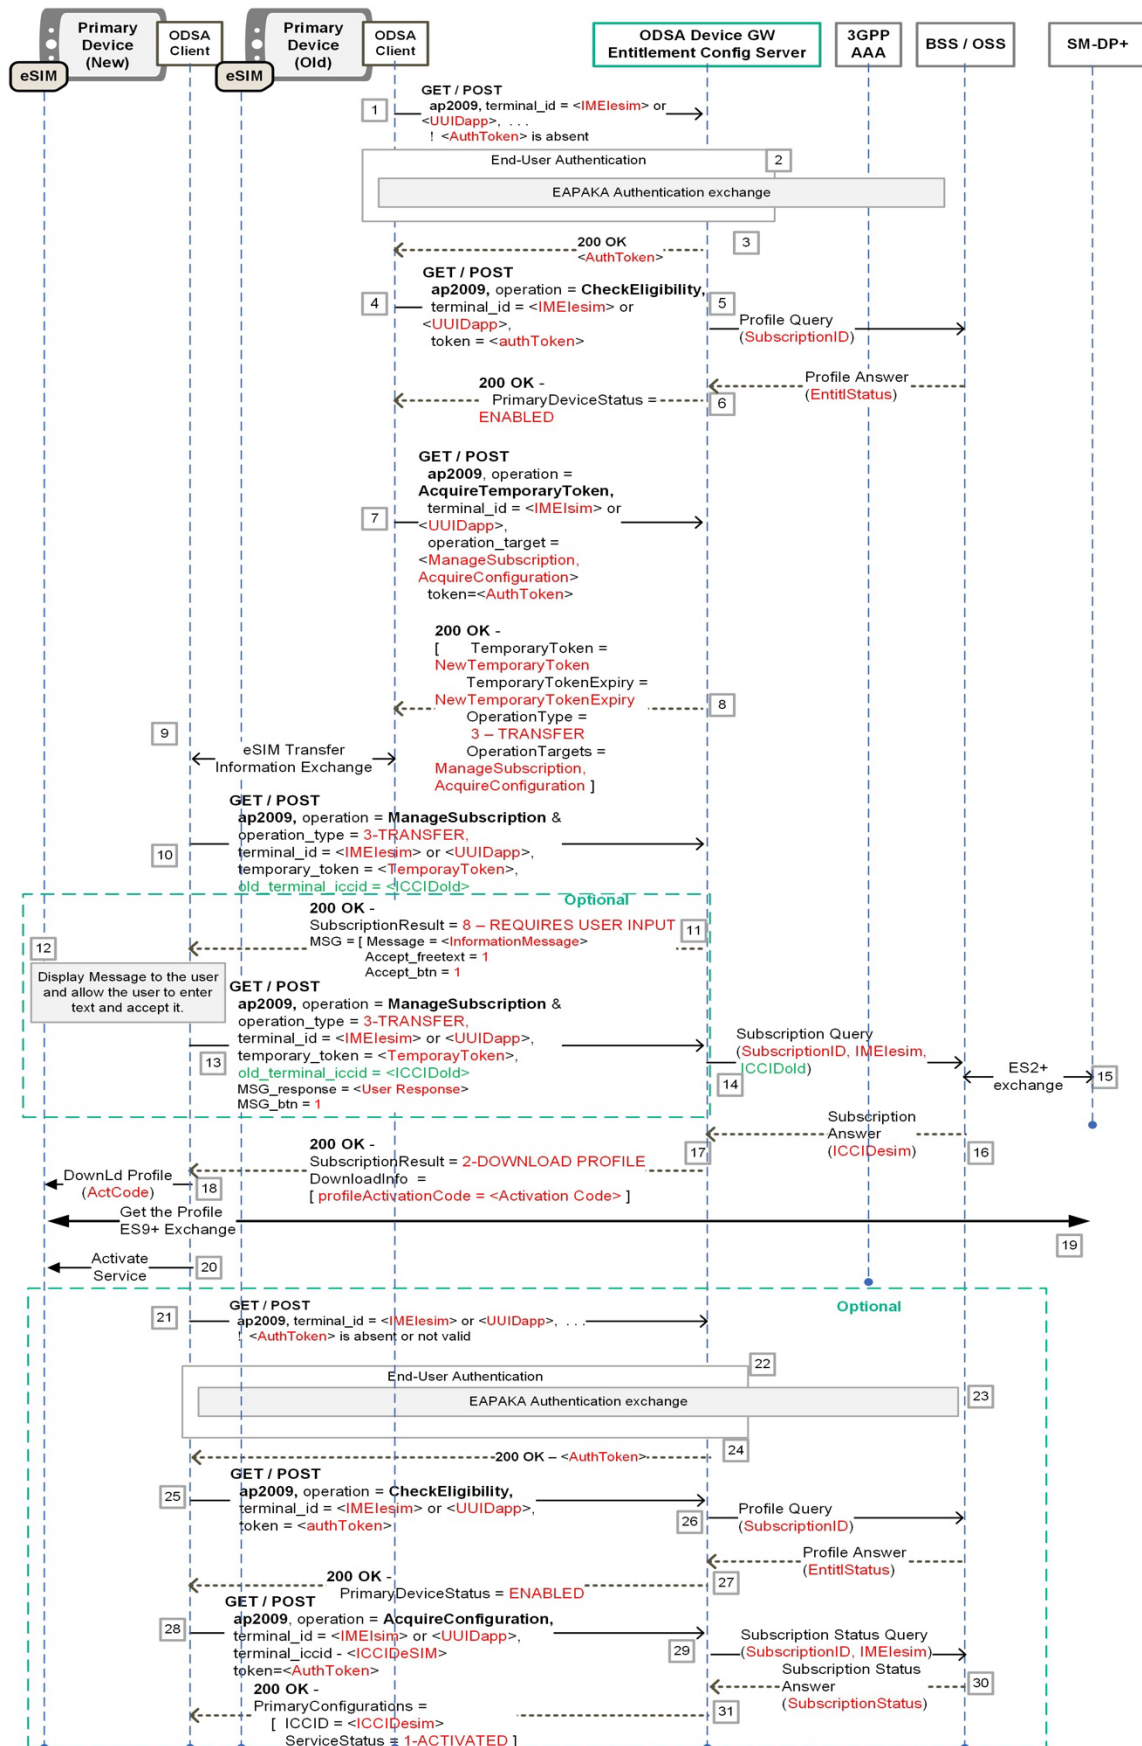 Primary
Device
(New)
ODSA
Client
Primary
Device
(Old)
ODSA
Client
ODSA Device GW
Entitlement Config Server
3GPP
AAA
BSS / OSS
SM-DP+
eSIM
eSIM
1
GET / POST
ap2009, terminal_id = <IMEIesim> or
<UUIDapp>, . . .
! <AuthToken> is absent
End-User Authentication
2
EAPAKA Authentication exchange
3
200 OK
<AuthToken>
4
GET / POST
ap2009, operation = CheckEligibility,
terminal_id = <IMEIesim> or
<UUIDapp>,
token = <authToken>
5
Profile Query
(SubscriptionID)
Profile Answer
(EntitlStatus)
6
200 OK -
PrimaryDeviceStatus =
ENABLED
7
GET / POST
ap2009, operation =
AcquireTemporaryToken,
terminal_id = <IMEIsim> or
<UUIDapp>,
operation_target =
<ManageSubscription,
AcquireConfiguration>
token=<AuthToken>
8
200 OK -
[ TemporaryToken =
NewTemporaryToken
TemporaryTokenExpiry =
NewTemporaryTokenExpiry
OperationType =
3 – TRANSFER
OperationTargets =
ManageSubscription,
AcquireConfiguration ]
9
eSIM Transfer
Information Exchange
10
GET / POST
ap2009, operation = ManageSubscription &
operation_type = 3-TRANSFER,
terminal_id = <IMEIesim> or <UUIDapp>,
temporary_token = <TemporayToken>,
old_terminal_iccid = <ICCIDold>
Optional
11
200 OK -
SubscriptionResult = 8 – REQUIRES USER INPUT
MSG = [ Message = <InformationMessage>
Accept_freetext = 1
Accept_btn = 1
12
Display Message to the user
and allow the user to enter
text and accept it.
13
GET / POST
ap2009, operation = ManageSubscription &
operation_type = 3-TRANSFER,
terminal_id = <IMEIesim> or <UUIDapp>,
temporary_token = <TemporayToken>,
old_terminal_iccid = <ICCIDold>
MSG_response = <User Response>
MSG_btn = 1
14
Subscription Query
(SubscriptionID, IMEIesim,
ICCIDold)
ES2+
exchange
15
Subscription
Answer
(ICCIDesim)
16
17
200 OK -
SubscriptionResult = 2-DOWNLOAD PROFILE
DownloadInfo =
[ profileActivationCode = <Activation Code> ]
DownLd Profile
(ActCode)
18
Get the Profile
ES9+ Exchange
19
Activate
Service
20
Optional
21
GET / POST
ap2009, terminal_id = <IMEIesim> or <UUIDapp>, . . .
! <AuthToken> is absent or not valid
22
End-User Authentication
EAPAKA Authentication exchange
23
24
200 OK – <AuthToken>
25
GET / POST
ap2009, operation = CheckEligibility,
terminal_id = <IMEIesim> or <UUIDapp>,
token = <authToken>
26
Profile Query
(SubscriptionID)
Profile Answer
(EntitlStatus)
27
200 OK -
PrimaryDeviceStatus = ENABLED
28
GET / POST
ap2009, operation = AcquireConfiguration,
terminal_id = <IMEIsim> or <UUIDapp>,
terminal_iccid - <ICCIDeSIM>
token=<AuthToken>
29
Subscription Status Query
(SubscriptionID, IMEIesim)
Subscription Status
Answer
(SubscriptionStatus)
30
31
200 OK -
PrimaryConfigurations =
[ ICCID = <ICCIDesim>
ServiceStatus = 1-ACTIVATED ]